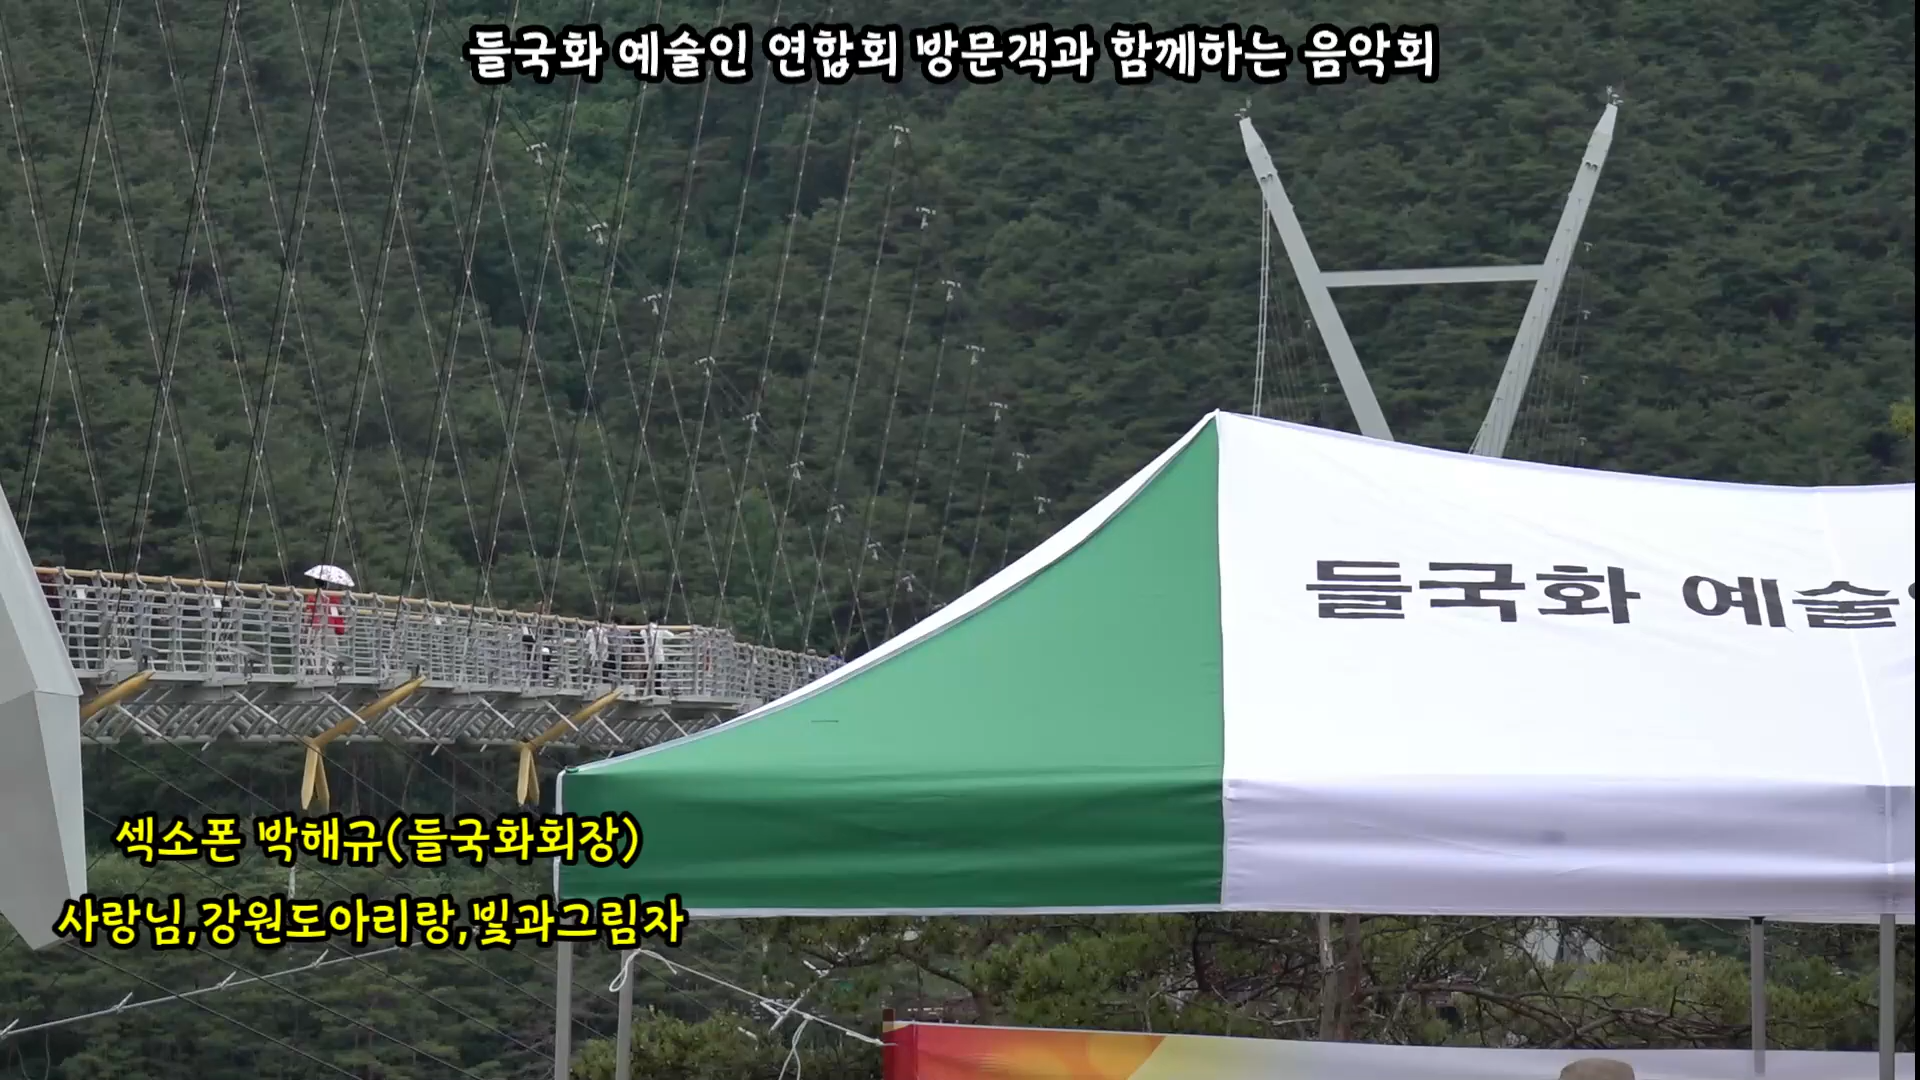 들국화 예술인 연합회 방문객과 함께하는 음악회
들국화 예술
섹소폰 박해규(들국화회장)
사랑님,강원도아리랑,빛과그림자